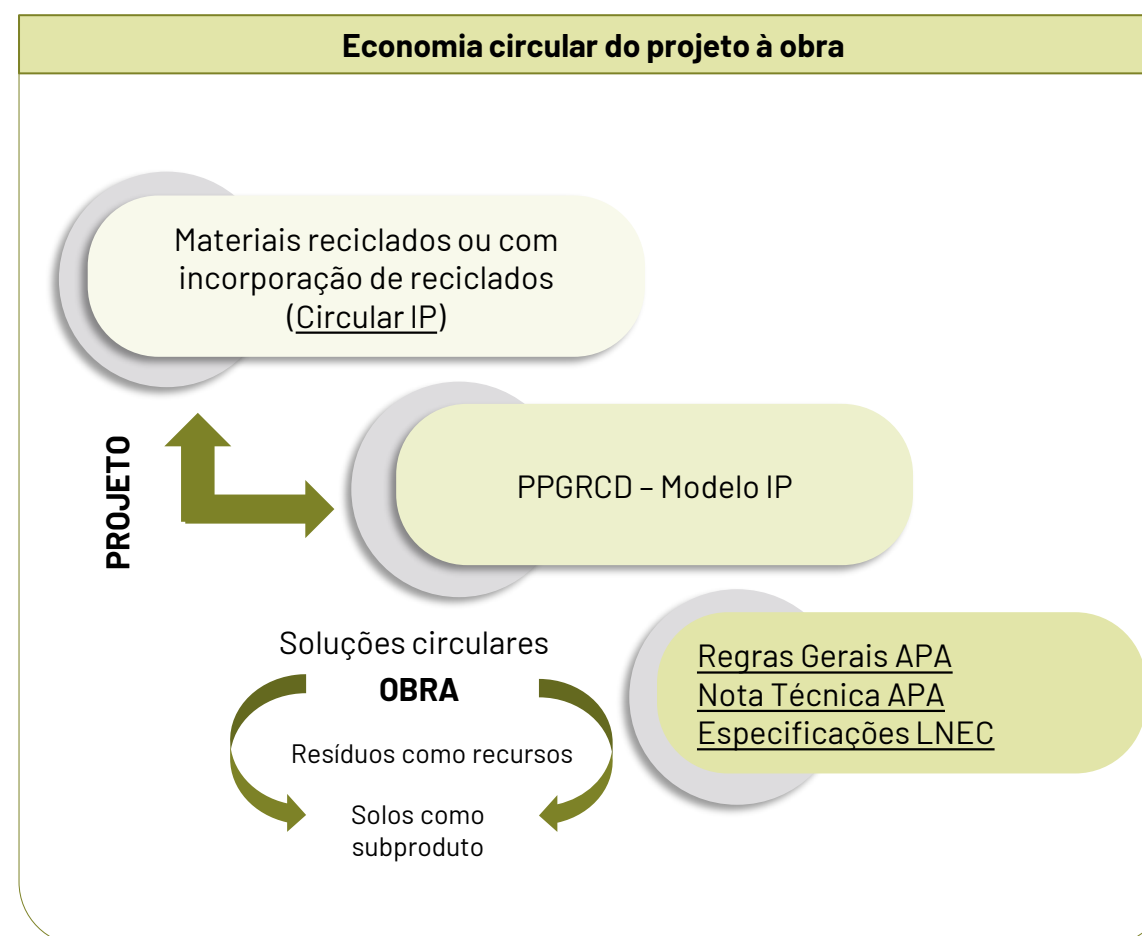 Economia circular do projeto à obra
Materiais reciclados ou com
incorporação de reciclados
(Circular IP)
PROJETO
PPGRCD – Modelo IP
Soluções circulares
OBRA
Resíduos como recursos
Solos como
subproduto
Regras Gerais APA
Nota Técnica APA
Especificações LNEC